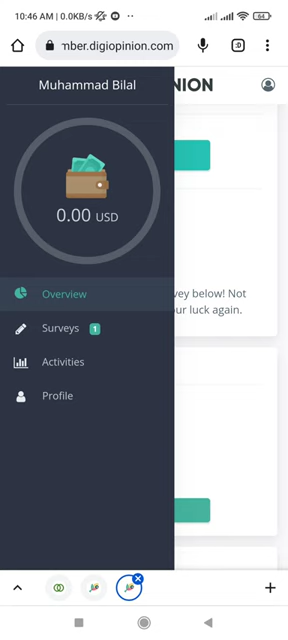 10:46 AM | 0.0KB/s
64
mber.digiopinion.com
:D
Muhammad Bilal
NION
0.00 USD
Overview
vey below! Not
ur luck again.
Surveys 1
Activities
Profile